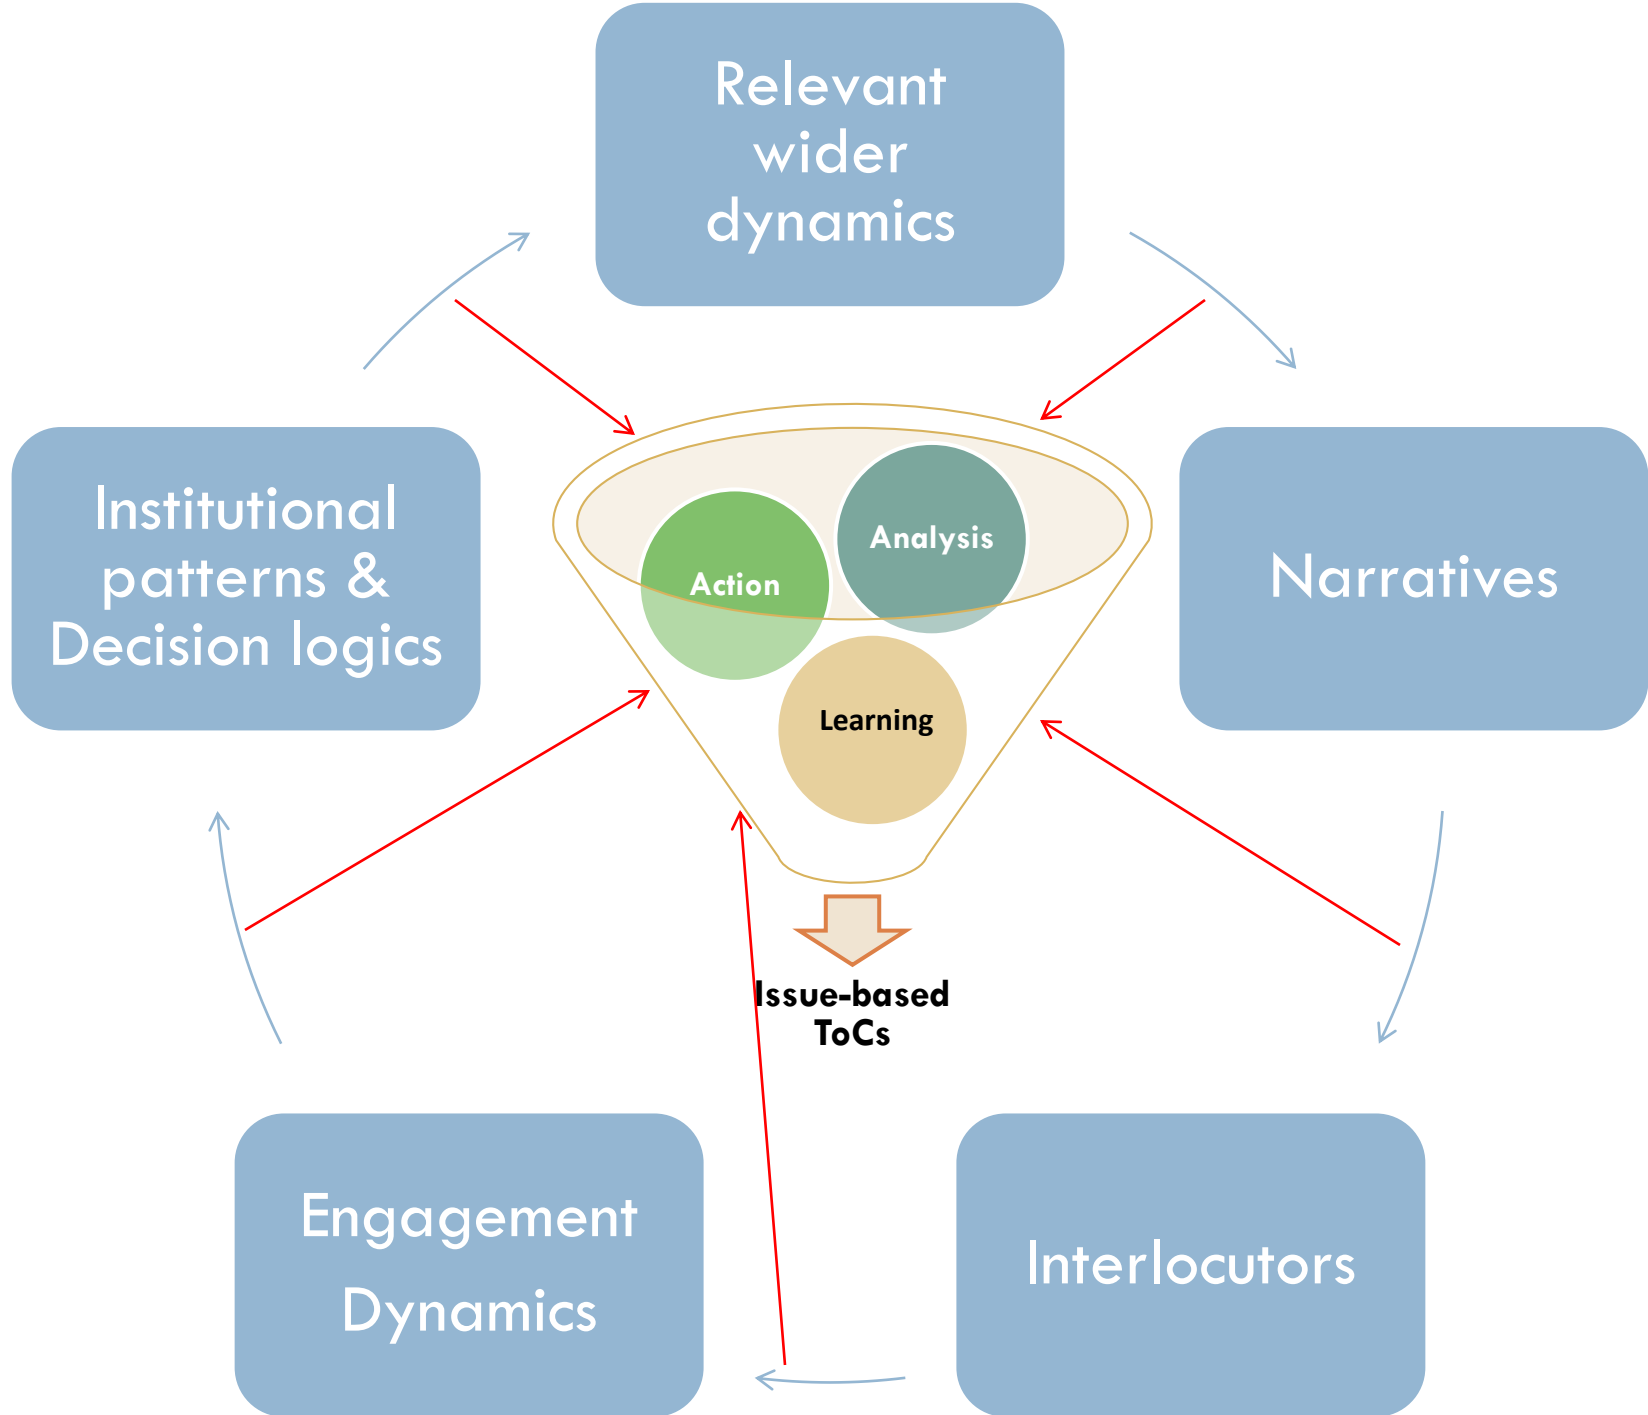 Relevant
wider
dynamics
Institutional
patterns &
Decision logics
Analysis
Action
Learning
Narratives
Issue-based
ToCs
Engagement
Dynamics
Interlocutors